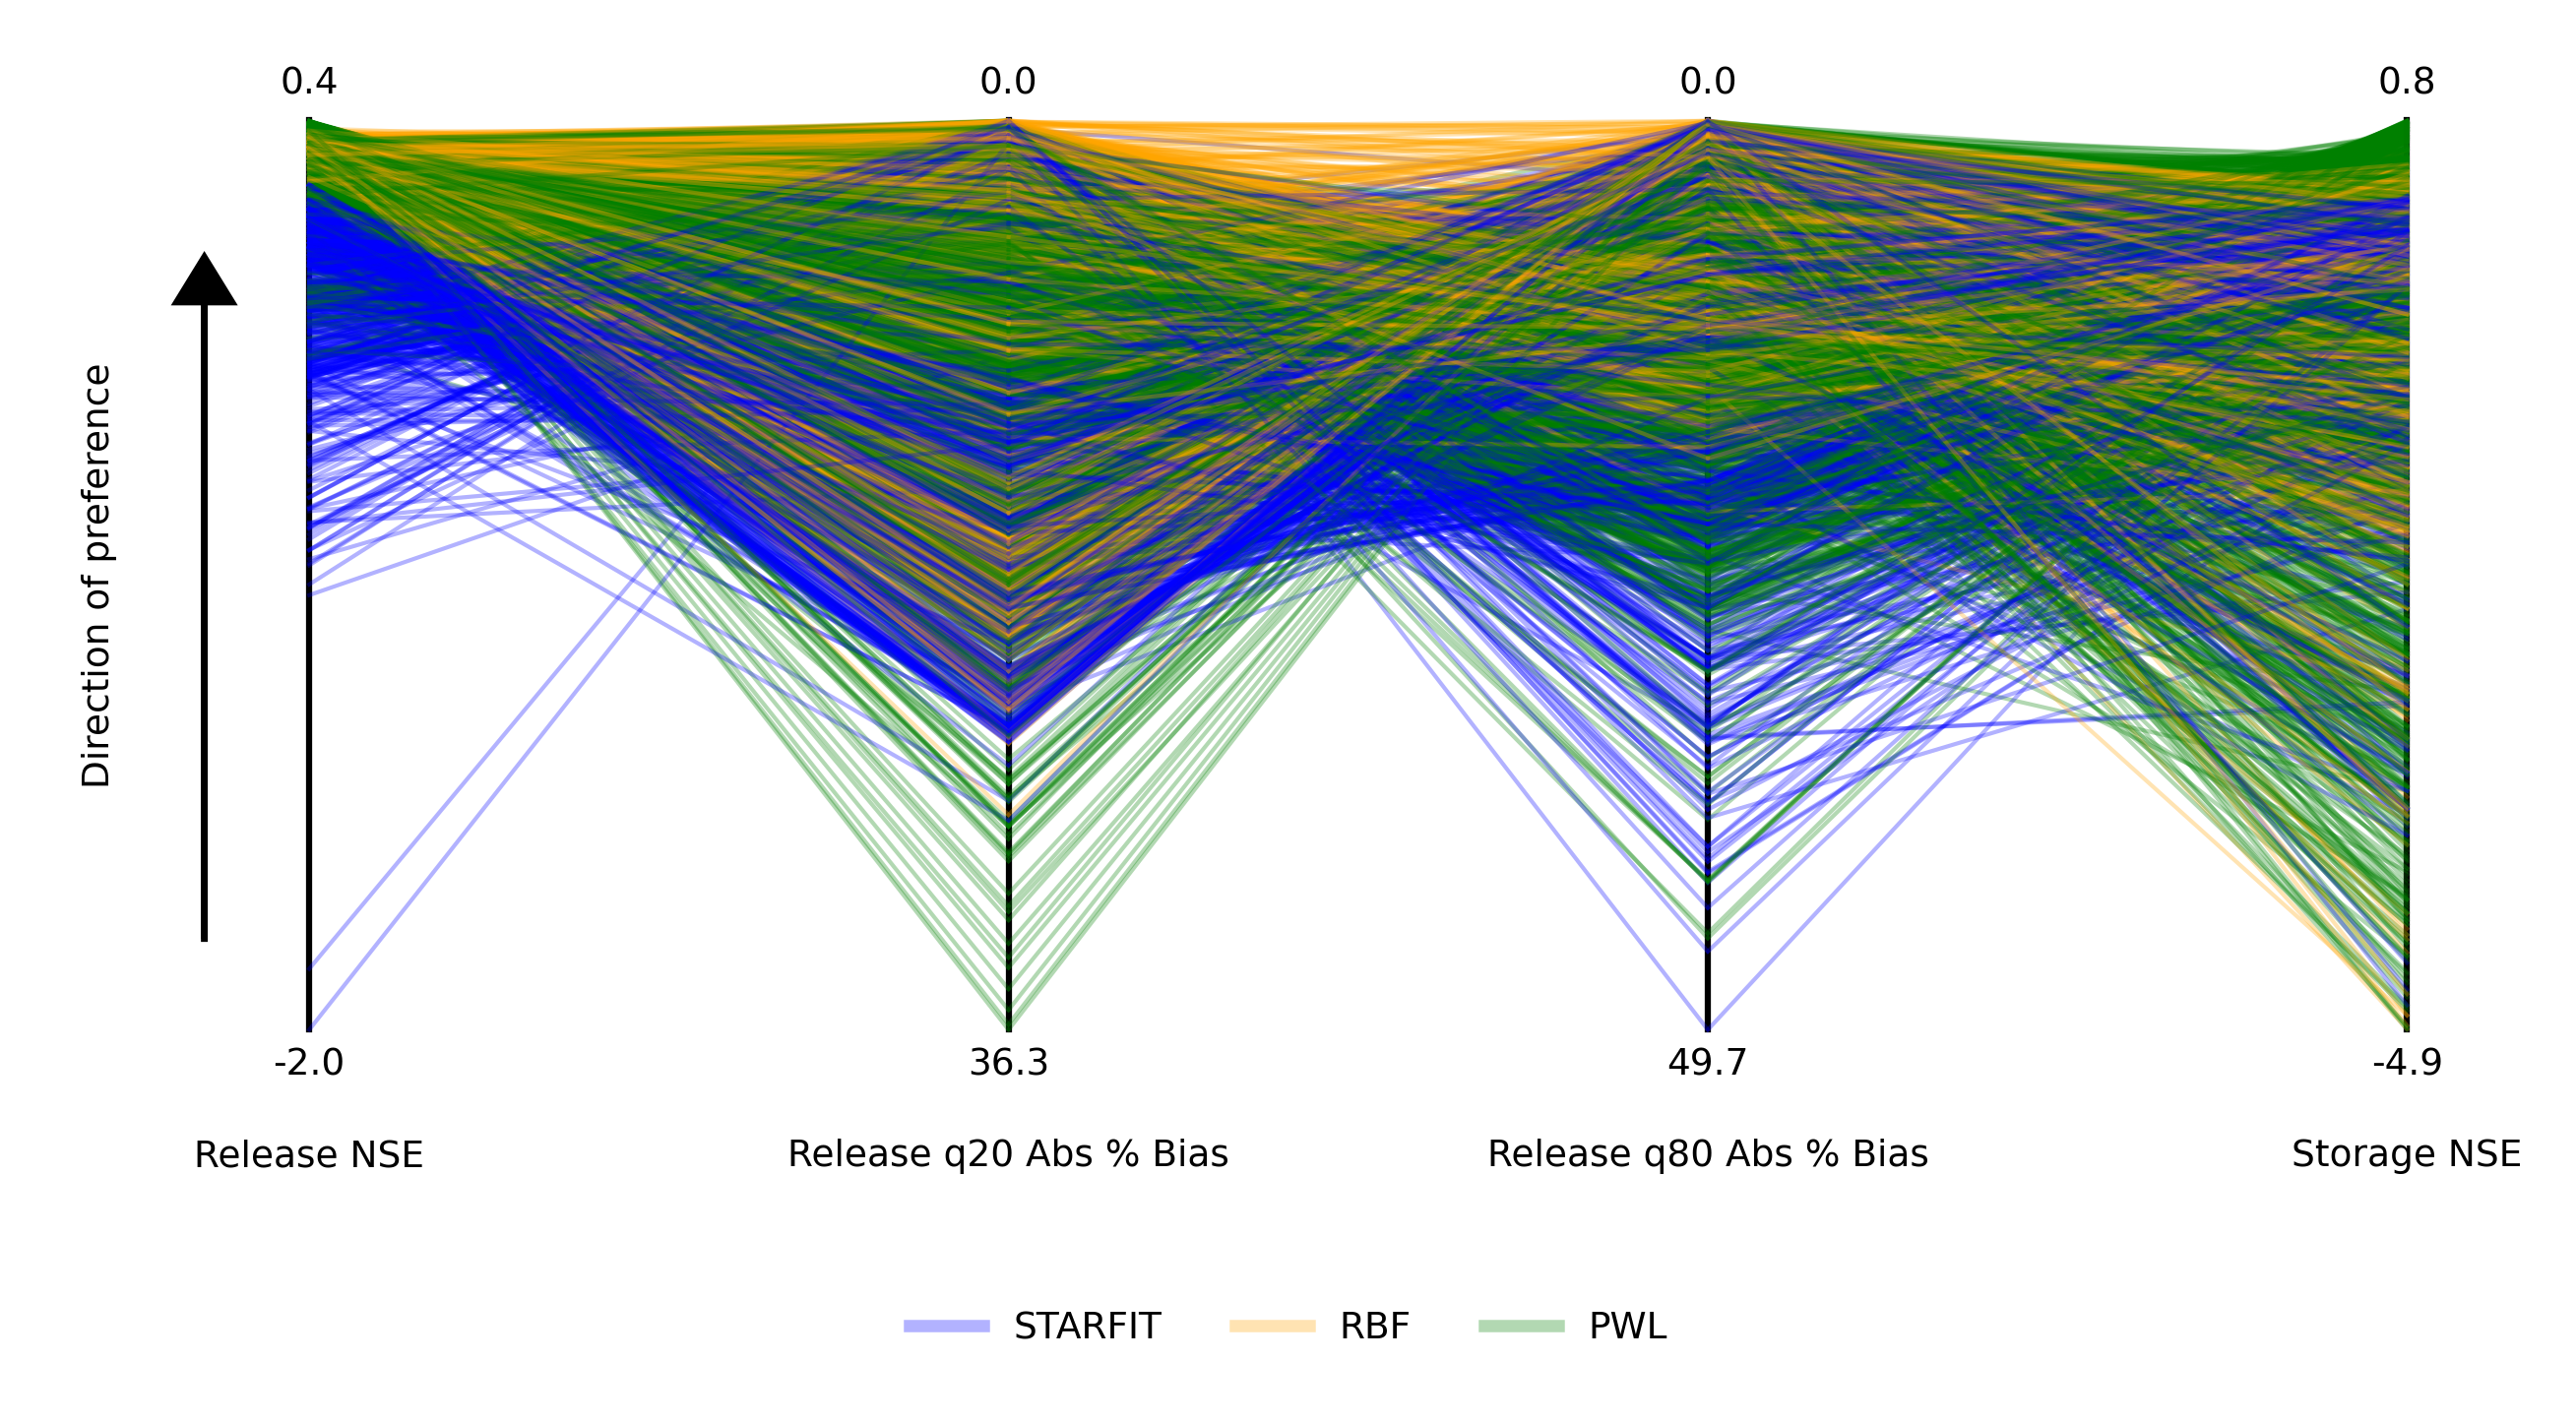 0.4
0.0
0.0
0.8
Direction of preference
-2.0
36.3
49.7
-4.9
Release NSE
Release q20 Abs % Bias
Release q80 Abs % Bias
Storage NSE
STARFIT
RBF
PWL